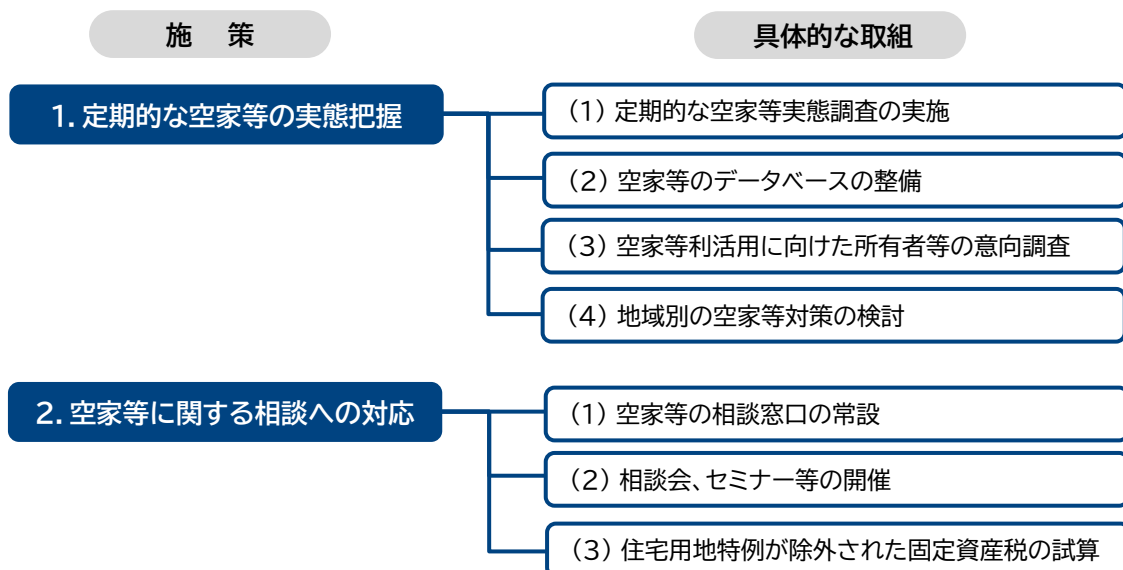 施 策
具体的な取組
1. 定期的な空家等の実態把握
(1) 定期的な空家等実態調査の実施
(2) 空家等のデータベースの整備
(3) 空家等利活用に向けた所有者等の意向調査
(4) 地域別の空家等対策の検討
2. 空家等に関する相談への対応
(1) 空家等の相談窓口の常設
(2) 相談会、セミナー等の開催
(3) 住宅用地特例が除外された固定資産税の試算